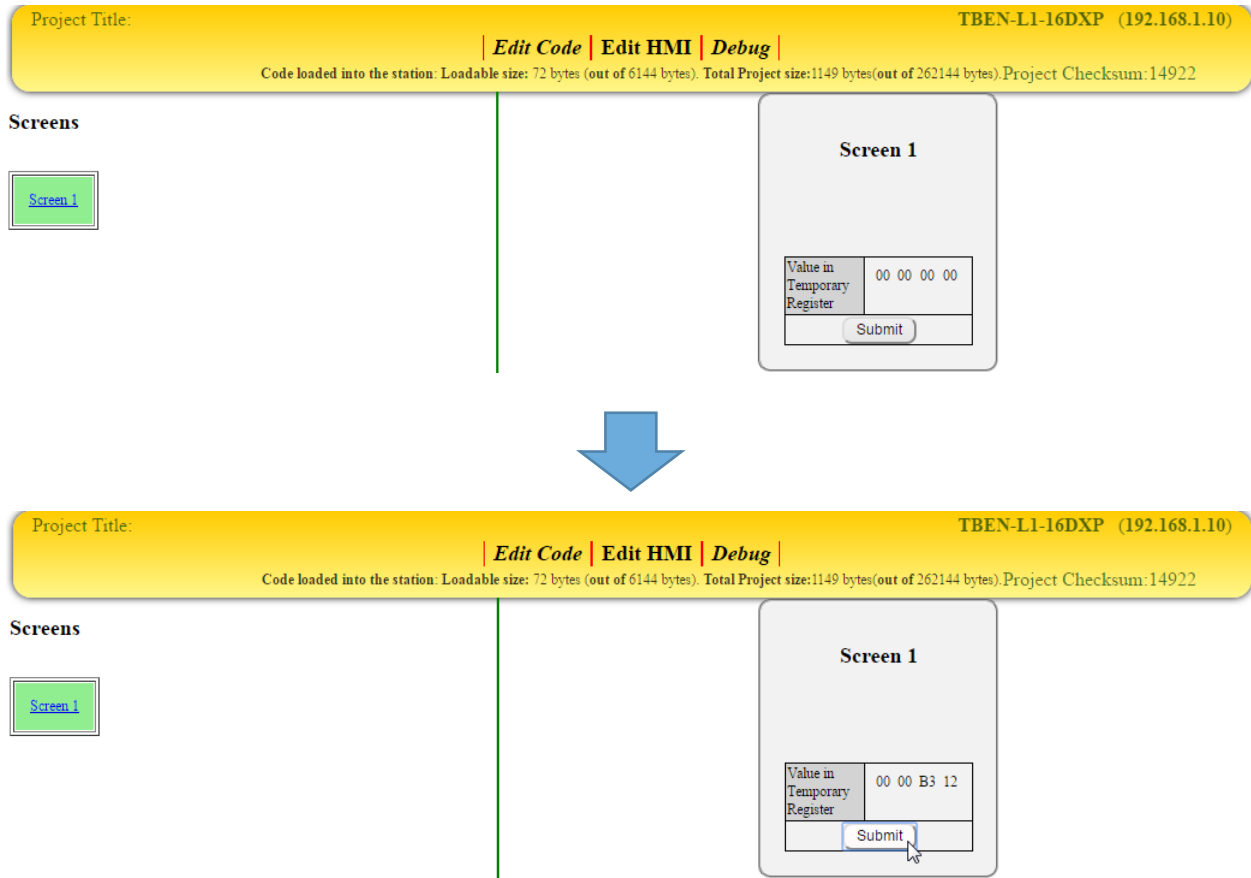 Project Title: TBEN-L1-16DXP (192.168.1.10)
| Edit Code | Edit HMI | Debug |
Code loaded into the station: Loadable size: 72 bytes (out of 6144 bytes). Total Project size:1149 bytes(out of 262144 bytes).Project Checksum:14922
Screens
Screen 1
Screen 1
Value in
Temporary
Register
00 00 00 00
Submit
Project Title: TBEN-L1-16DXP (192.168.1.10)
| Edit Code | Edit HMI | Debug |
Code loaded into the station: Loadable size: 72 bytes (out of 6144 bytes). Total Project size:1149 bytes(out of 262144 bytes).Project Checksum:14922
Screens
Screen 1
Screen 1
Value in
Temporary
Register
00 00 B3 12
Submit